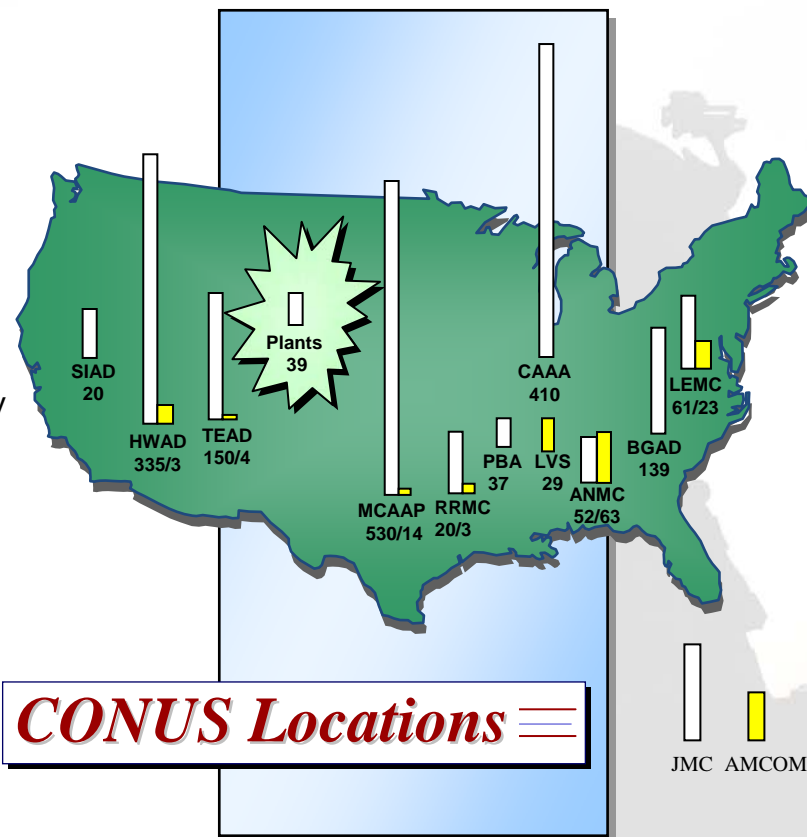 SIAD
20
HWAD
335/3
TEAD
150/4
Plants
39
MCAAP
530/14
RRMC
20/3
PBA
37
LVS
29
CAAA
410
ANMC
52/63
BGAD
139
LEMC
61/23
CONUS Locations
JMC AMCOM